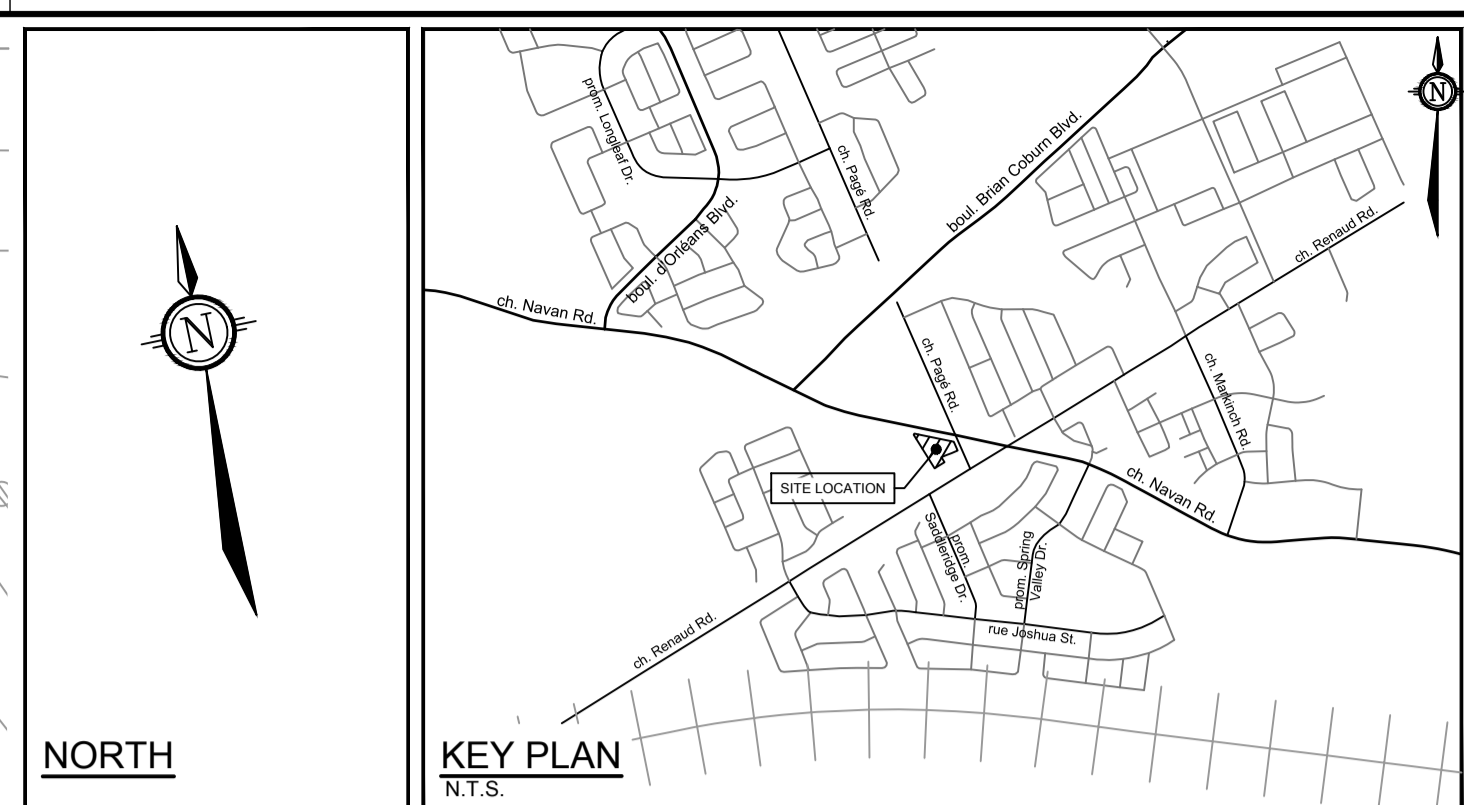 N
NORTH
N
prom. Longleaf Dr.
ch. Pagé Rd.
boul. Brian Coburn Blvd.
boul. d'Orléans Blvd.
ch. Renaud Rd.
ch. Navan Rd.
ch. Pagé Rd.
ch. Markinch Rd.
SITE LOCATION
ch. Navan Rd.
prom.
Saddleridge Dr.
prom. Spring
Valley Dr.
ch. Renaud Rd.
rue Joshua St.
KEY PLAN
N.T.S.